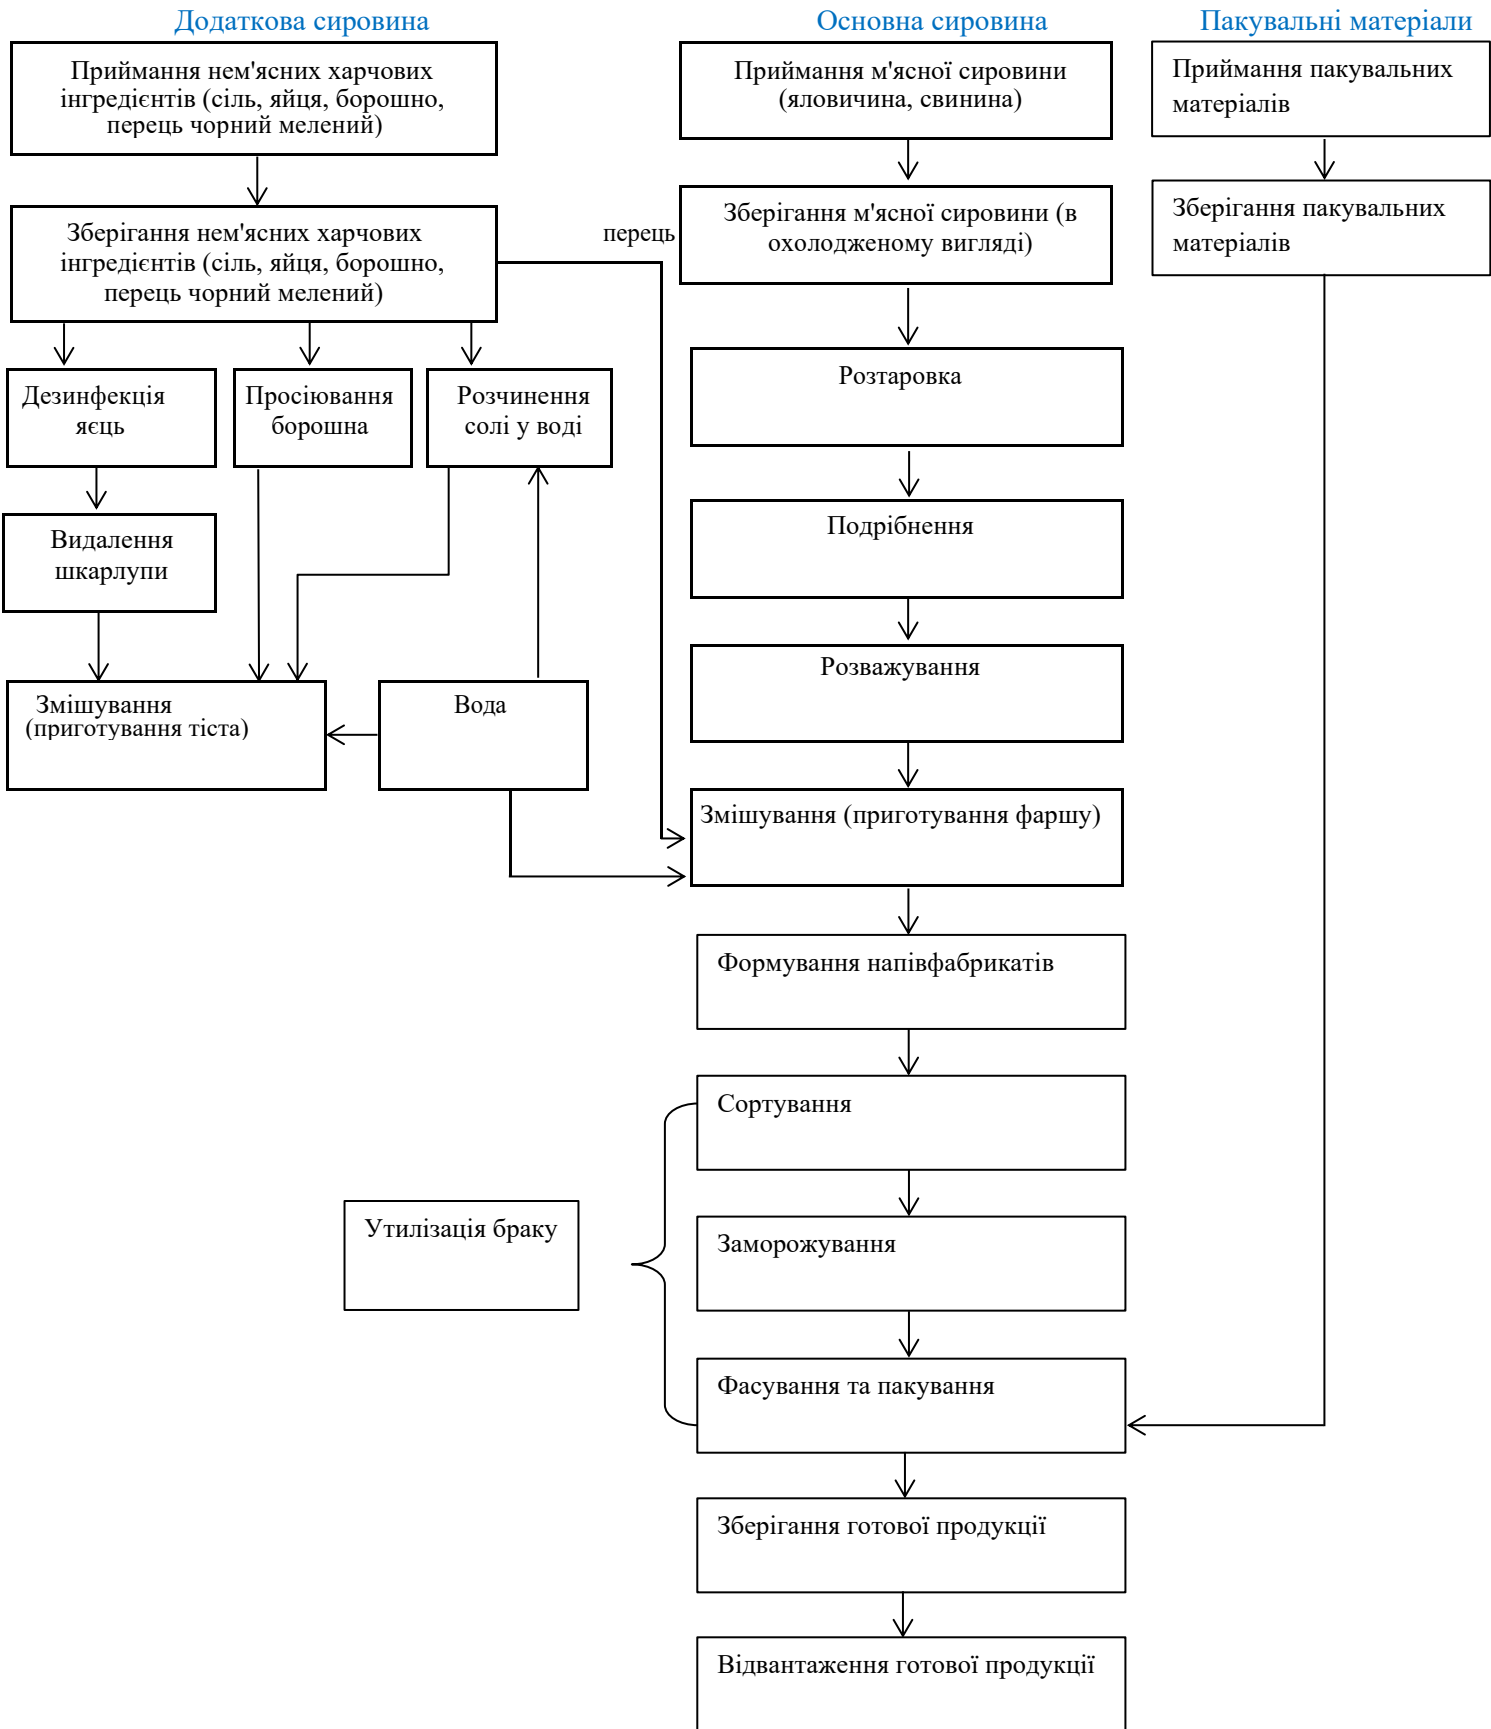 Додаткова сировина
Основна сировина
Пакувальні матеріали
Приймання нем'ясних харчових
інгредієнтів (сіль, яйця, борошно,
перець чорний мелений)
Приймання м'ясної сировини
(яловичина, свинина)
Приймання пакувальних
матеріалів
Зберігання нем'ясних харчових
інгредієнтів (сіль, яйця, борошно,
перець чорний мелений)
перець
Зберігання м'ясної сировини (в
охолодженому вигляді)
Зберігання пакувальних
матеріалів
Дезинфекція
яєць
Просіювання
борошна
Розчинення
солі у воді
Розтаровка
Видалення
шкарлупи
Подрібнення
Розважування
Змішування
(приготування тіста)
Вода
Змішування (приготування фаршу)
Формування напівфабрикатів
Сортування
Утилізація браку
Заморожування
Фасування та пакування
Зберігання готової продукції
Відвантаження готової продукції